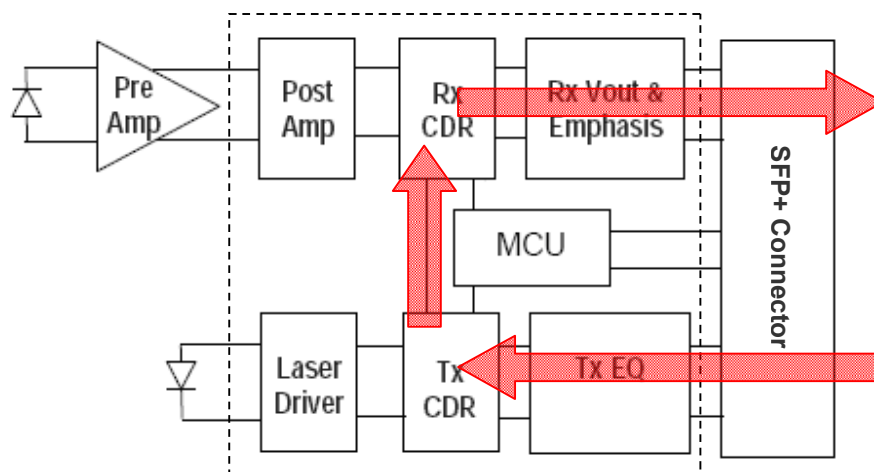 Pre
Amp
Post
Amp
Rx
CDR
Rx Vout &
Emphasis
SFP+ Connector
MCU
Laser
Driver
Tx
CDR
Tx EQ